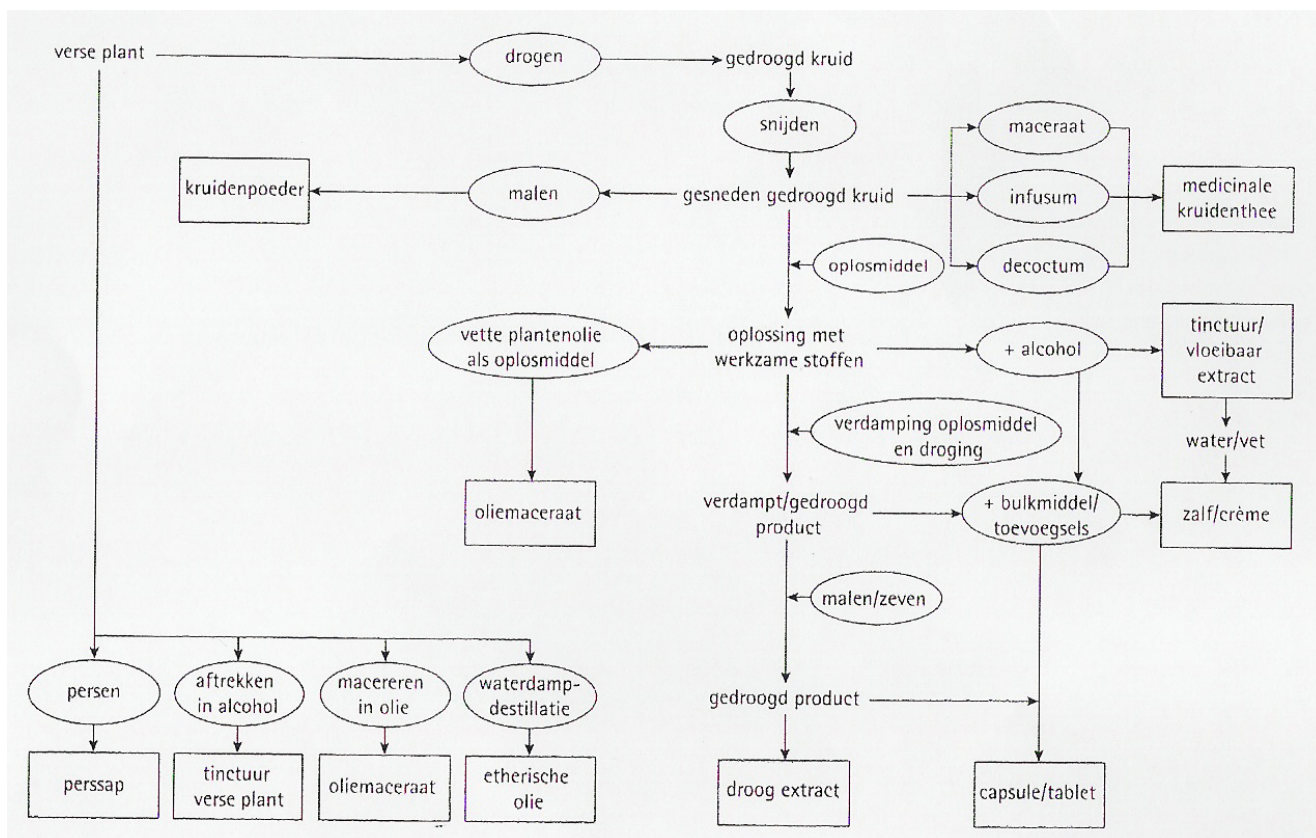 verse plant
drogen
gedroogd kruid
snijden
maceraat
kruidenpoeder
malen
gesneden gedroogd kruid
infusum
medicinale
kruidenthee
oplosmiddel
decoctum
vette plantenolie
als oplosmiddel
oplossing met
werkzame stoffen
+ alcohol
tinctuur/
vloeibaar
extract
verdamping oplosmiddel
en droging
water/vet
oliemaceraat
verdampt/gedroogd
product
+ bulkmiddel/
toevoegsels
zalf/crème
malen/zeven
persen
aftrekken
in alcohol
macereren
in olie
waterdamp-
destillatie
gedroogd product
perssap
tinctuur
verse plant
oliemaceraat
etherische
olie
droog extract
capsule/tablet